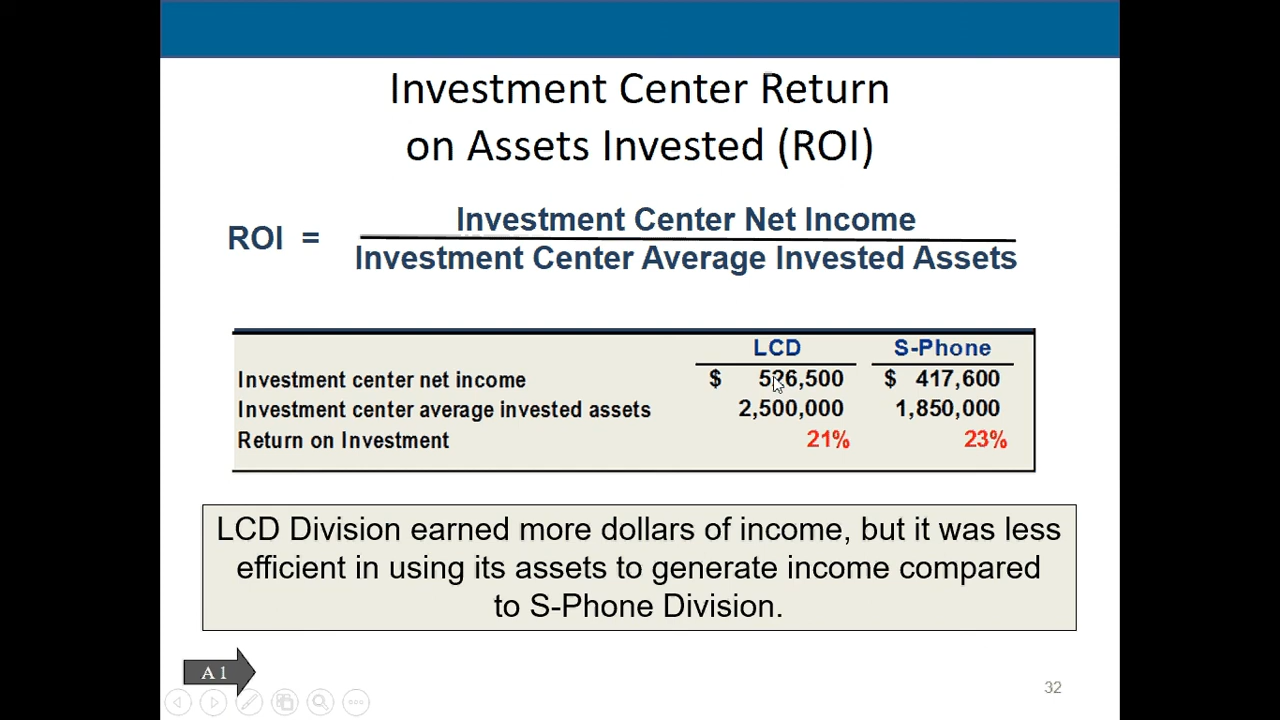 Investment Center Return
on Assets Invested (ROI)
ROI = Investment Center Net Income
Investment Center Average Invested Assets
LCD S-Phone
Investment center net income $ 526,500 $ 417,600
Investment center average invested assets 2,500,000 1,850,000
Return on Investment 21% 23%
LCD Division earned more dollars of income, but it was less
efficient in using its assets to generate income compared
to S-Phone Division.
A 1
32